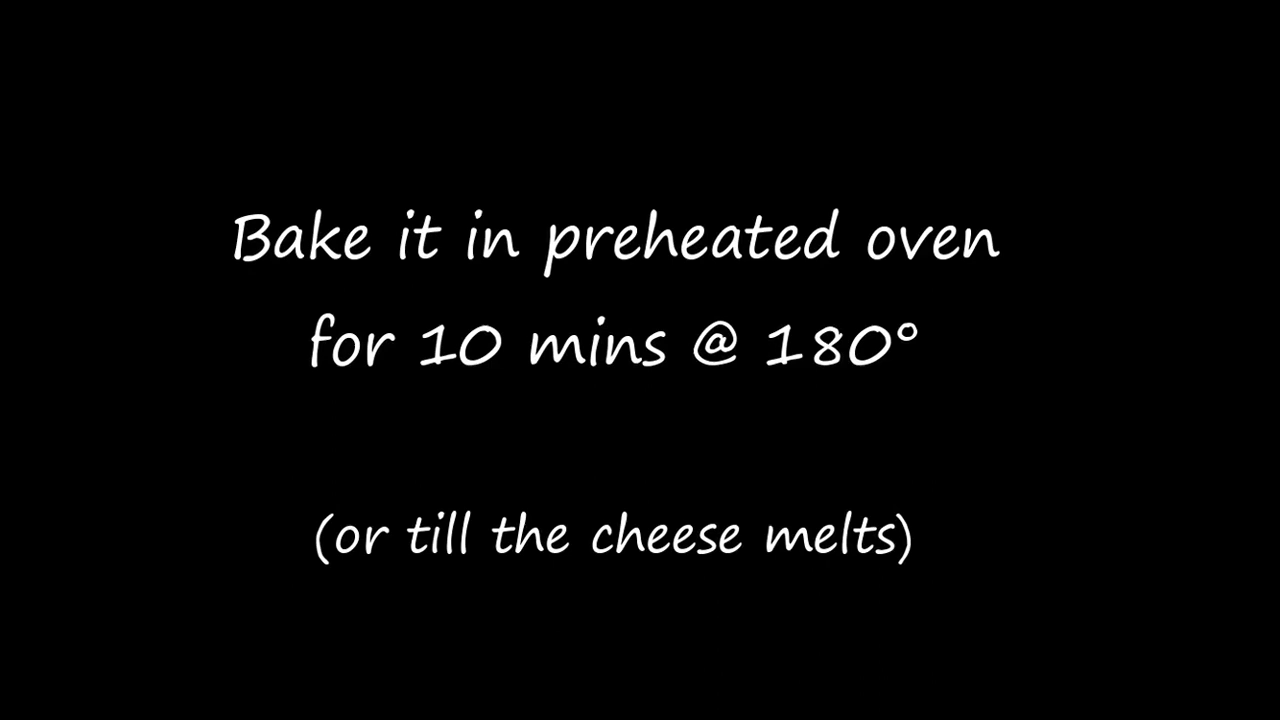 Bake it in preheated oven
for 10 mins @ 180°
(or till the cheese melts)